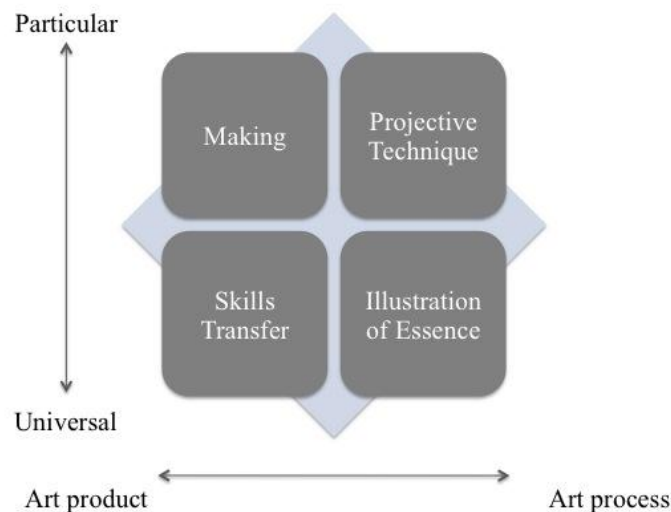 Particular
Making
Projective
Technique
Skills
Transfer
Illustration
of Essence
Universal
Art product
Art process